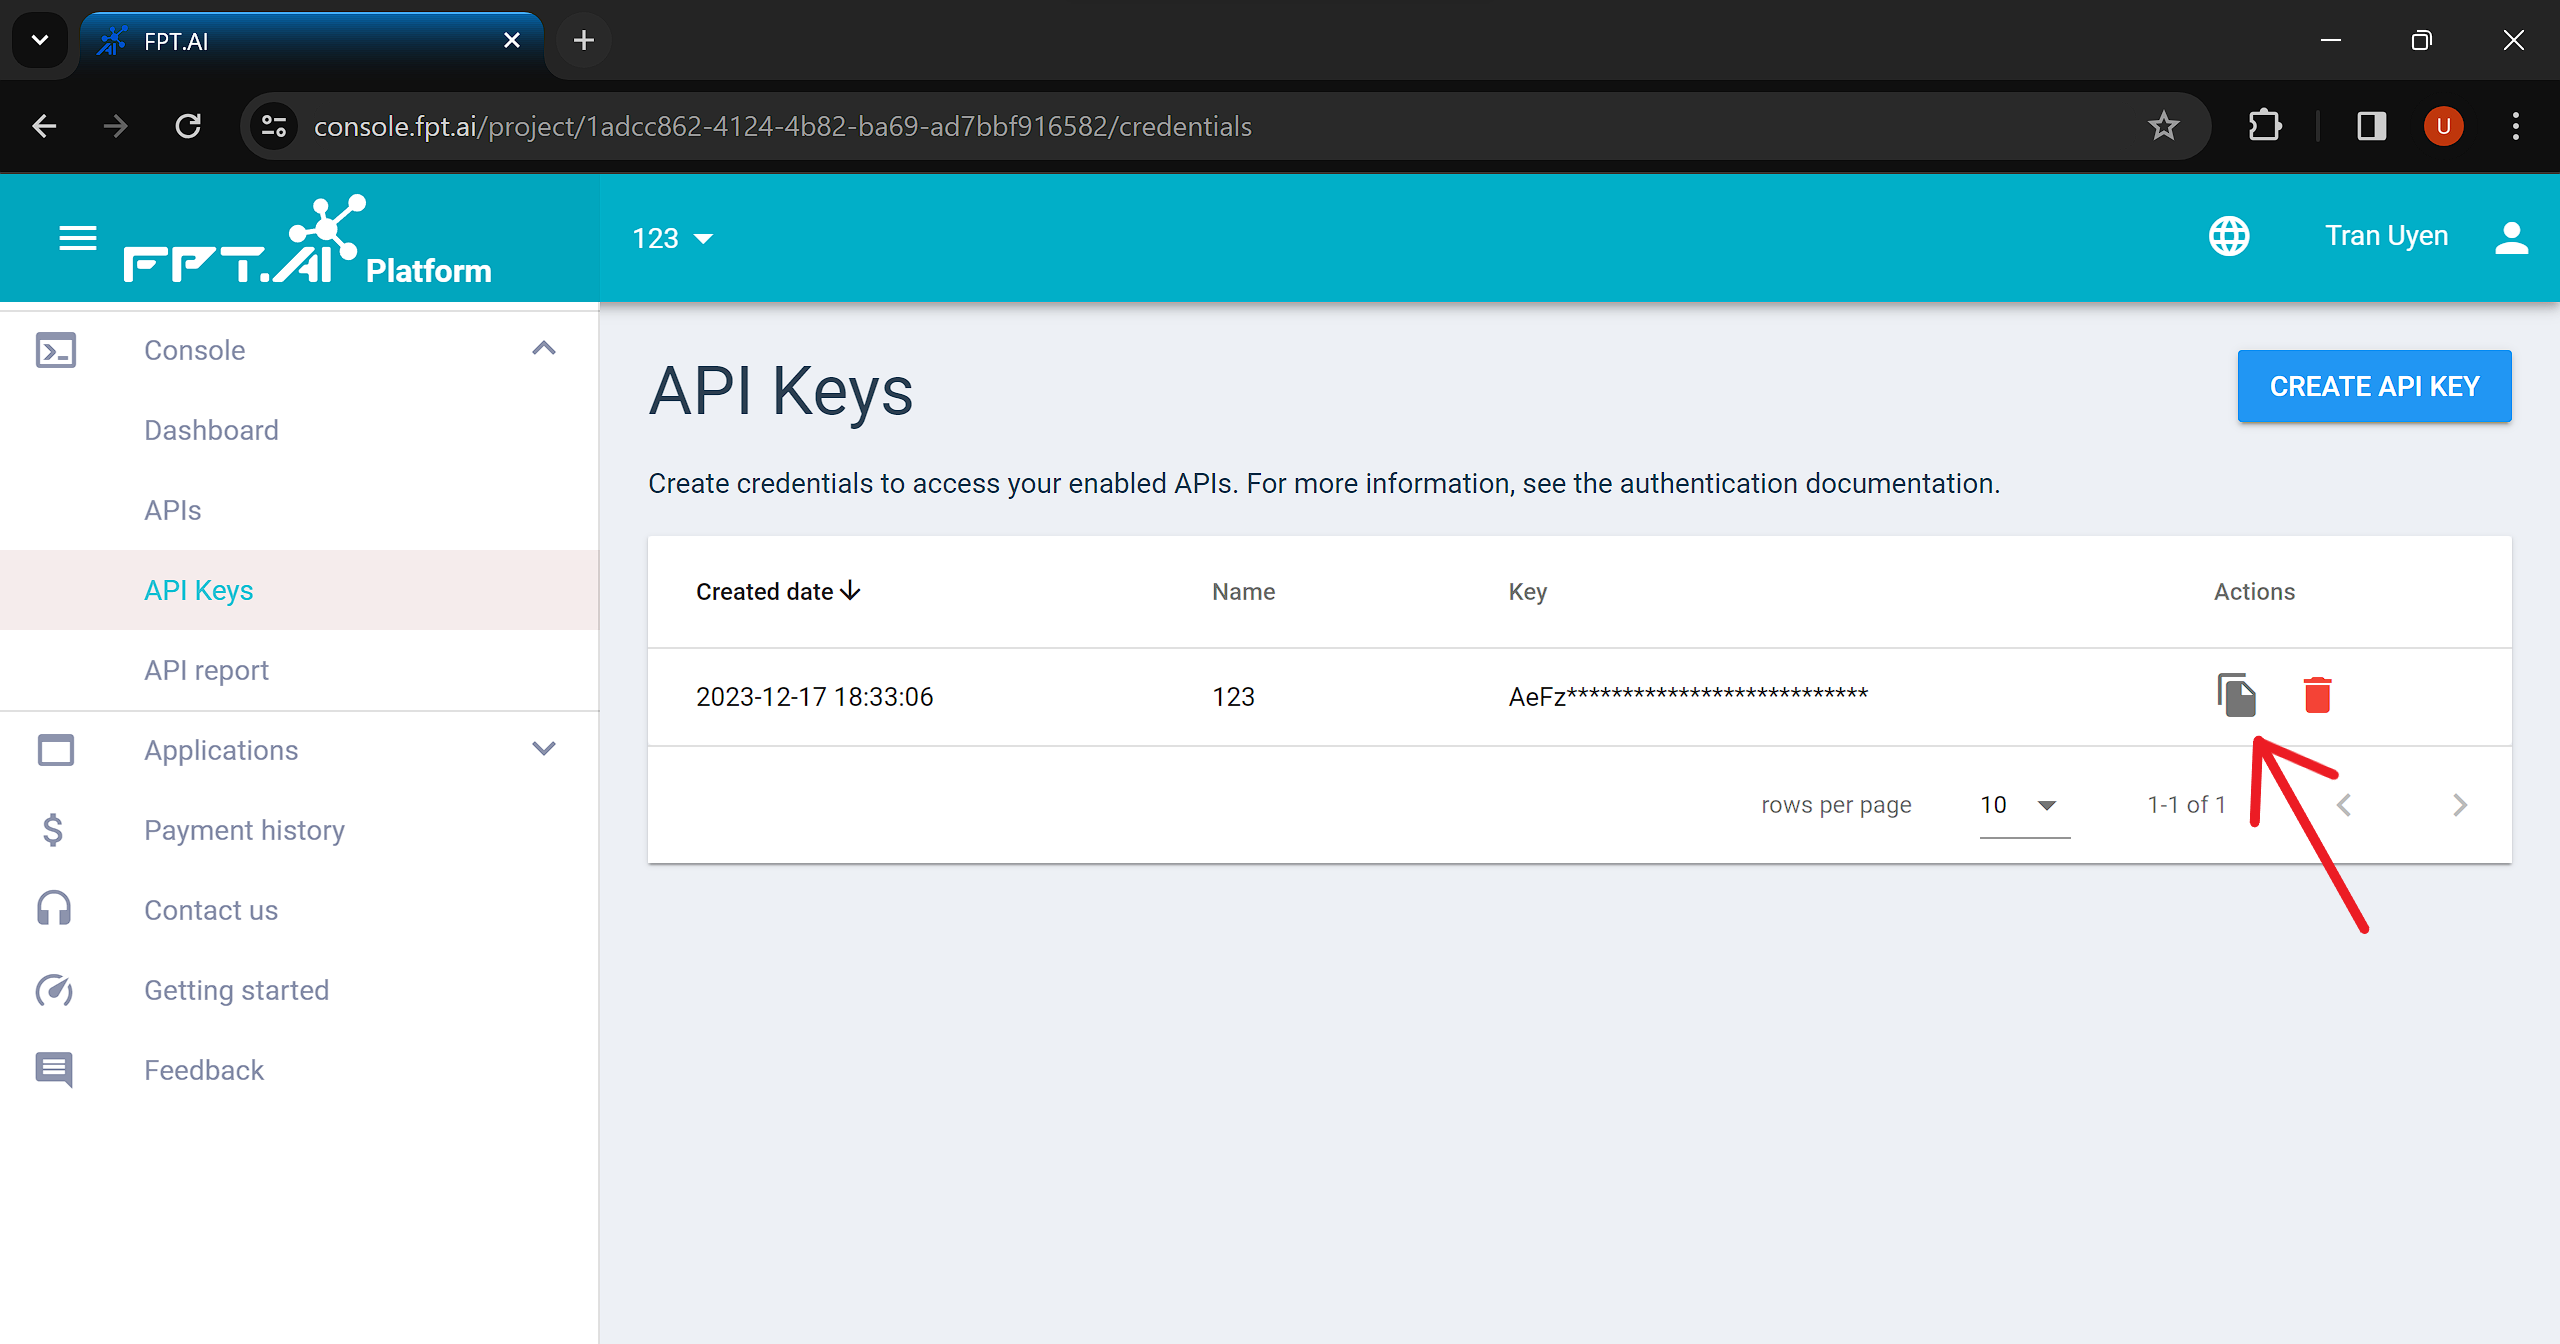 FPT.AI
console.fpt.ai/project/1adcc862-4124-4b82-ba69-ad7bbf916582/credentials
U
FPT.AI Platform
123
Tran Uyen
Console
Dashboard
APIs
API Keys
API report
Applications
Payment history
Contact us
Getting started
Feedback
API Keys
CREATE API KEY
Create credentials to access your enabled APIs. For more information, see the authentication documentation.
Created date Name Key Actions
2023-12-17 18:33:06 123 AeFz***************************
rows per page 10 1-1 of 1